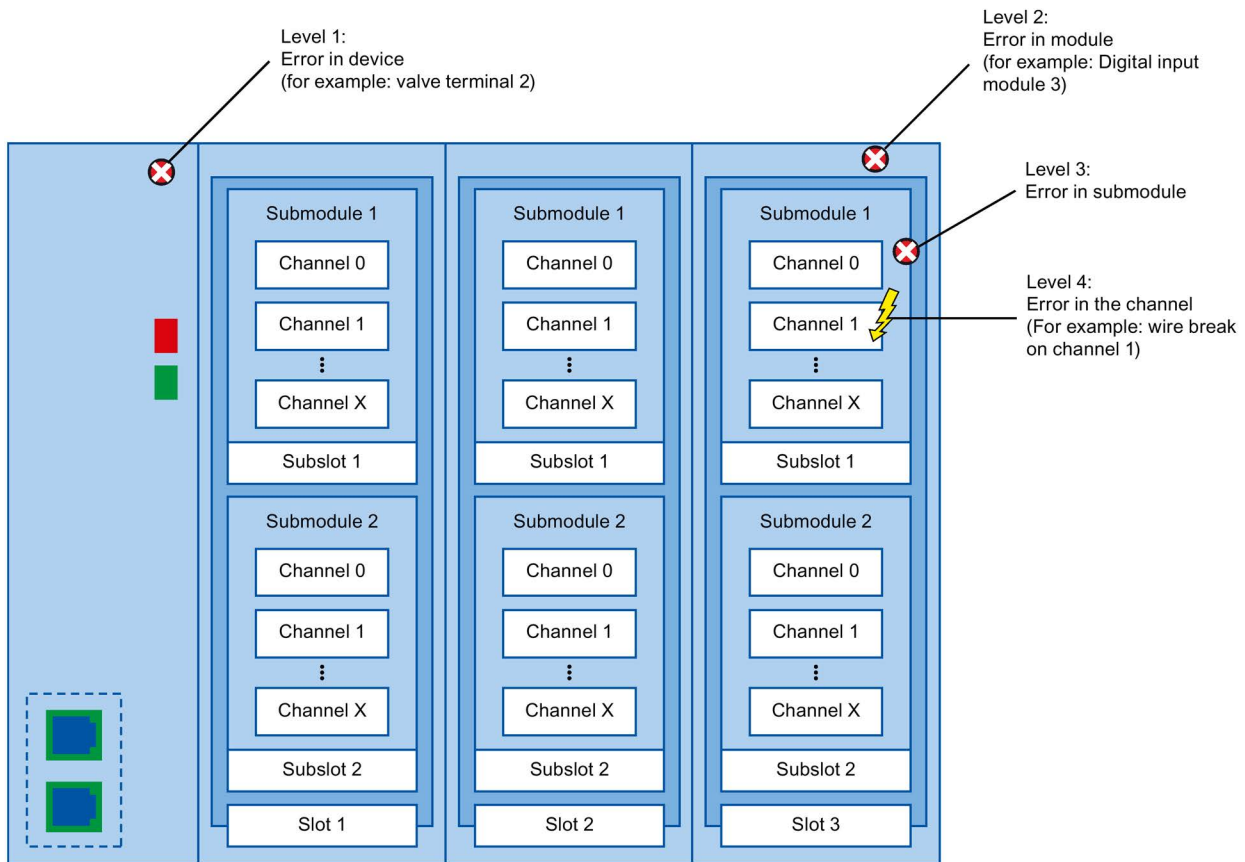 Level 1:
Error in device
(for example: valve terminal 2)
Level 2:
Error in module
(for example: Digital input
module 3)
Level 3:
Error in submodule
Level 4:
Error in the channel
(For example: wire break
on channel 1)
Submodule 1
Channel 0
Channel 1
Channel X
Subslot 1
Submodule 2
Channel 0
Channel 1
Channel X
Subslot 2
Slot 1
Submodule 1
Channel 0
Channel 1
Channel X
Subslot 1
Submodule 2
Channel 0
Channel 1
Channel X
Subslot 2
Slot 2
Submodule 1
Channel 0
Channel 1
Channel X
Subslot 1
Submodule 2
Channel 0
Channel 1
Channel X
Subslot 2
Slot 3